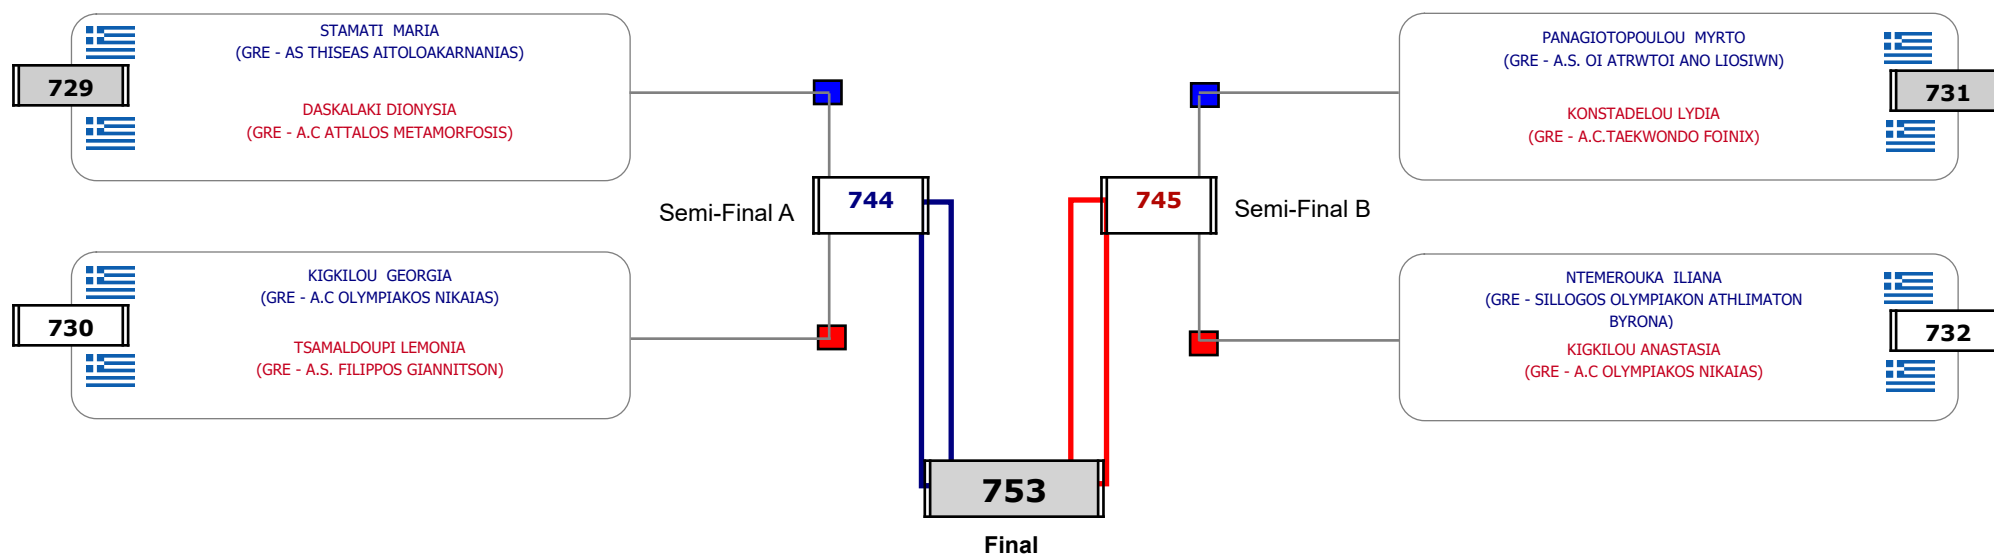 STAMATI MARIA
(GRE - AS THISEAS AITOLOAKARNANIAS)
729
DASKALAKI DIONYSIA
(GRE - A.C ATTALOS METAMORFOSIS)
PANAGIOTOPOULOU MYRTO
(GRE - A.S. OI ATRWTOI ANO LIOSIWN)
731
KONSTADELOU LYDIA
(GRE - A.C.TAEKWONDO FOINIX)
Semi-Final A
744
745
Semi-Final B
KIGKILOU GEORGIA
(GRE - A.C OLYMPIAKOS NIKAIAS)
730
TSAMALDOUPI LEMONIA
(GRE - A.S. FILIPPOS GIANNITSON)
NTEMEROUKA ILIANA
(GRE - SILLOGOS OLYMPIAKON ATHLIMATON
BYRONA)
732
KIGKILOU ANASTASIA
(GRE - A.C OLYMPIAKOS NIKAIAS)
753
Final